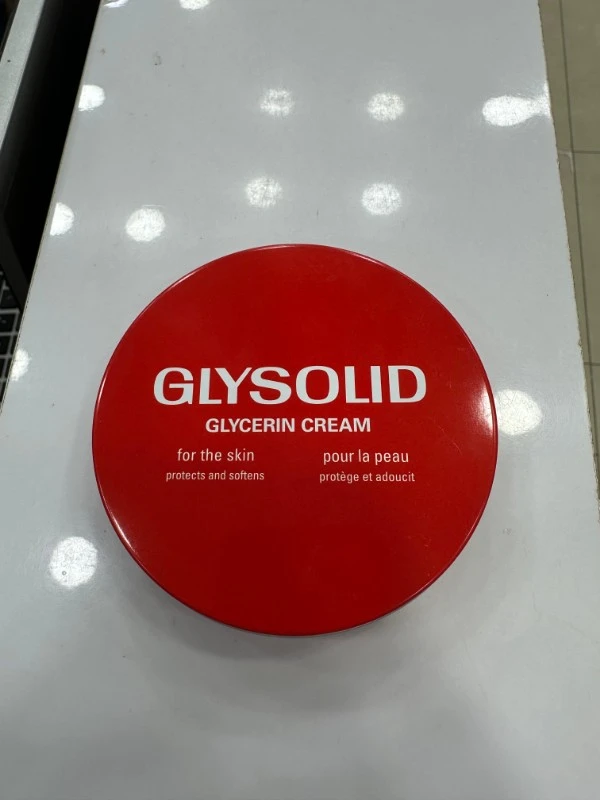 GLYSOLID
GLYCERIN CREAM
for the skin
protects and softens
pour la peau
protège et adoucit